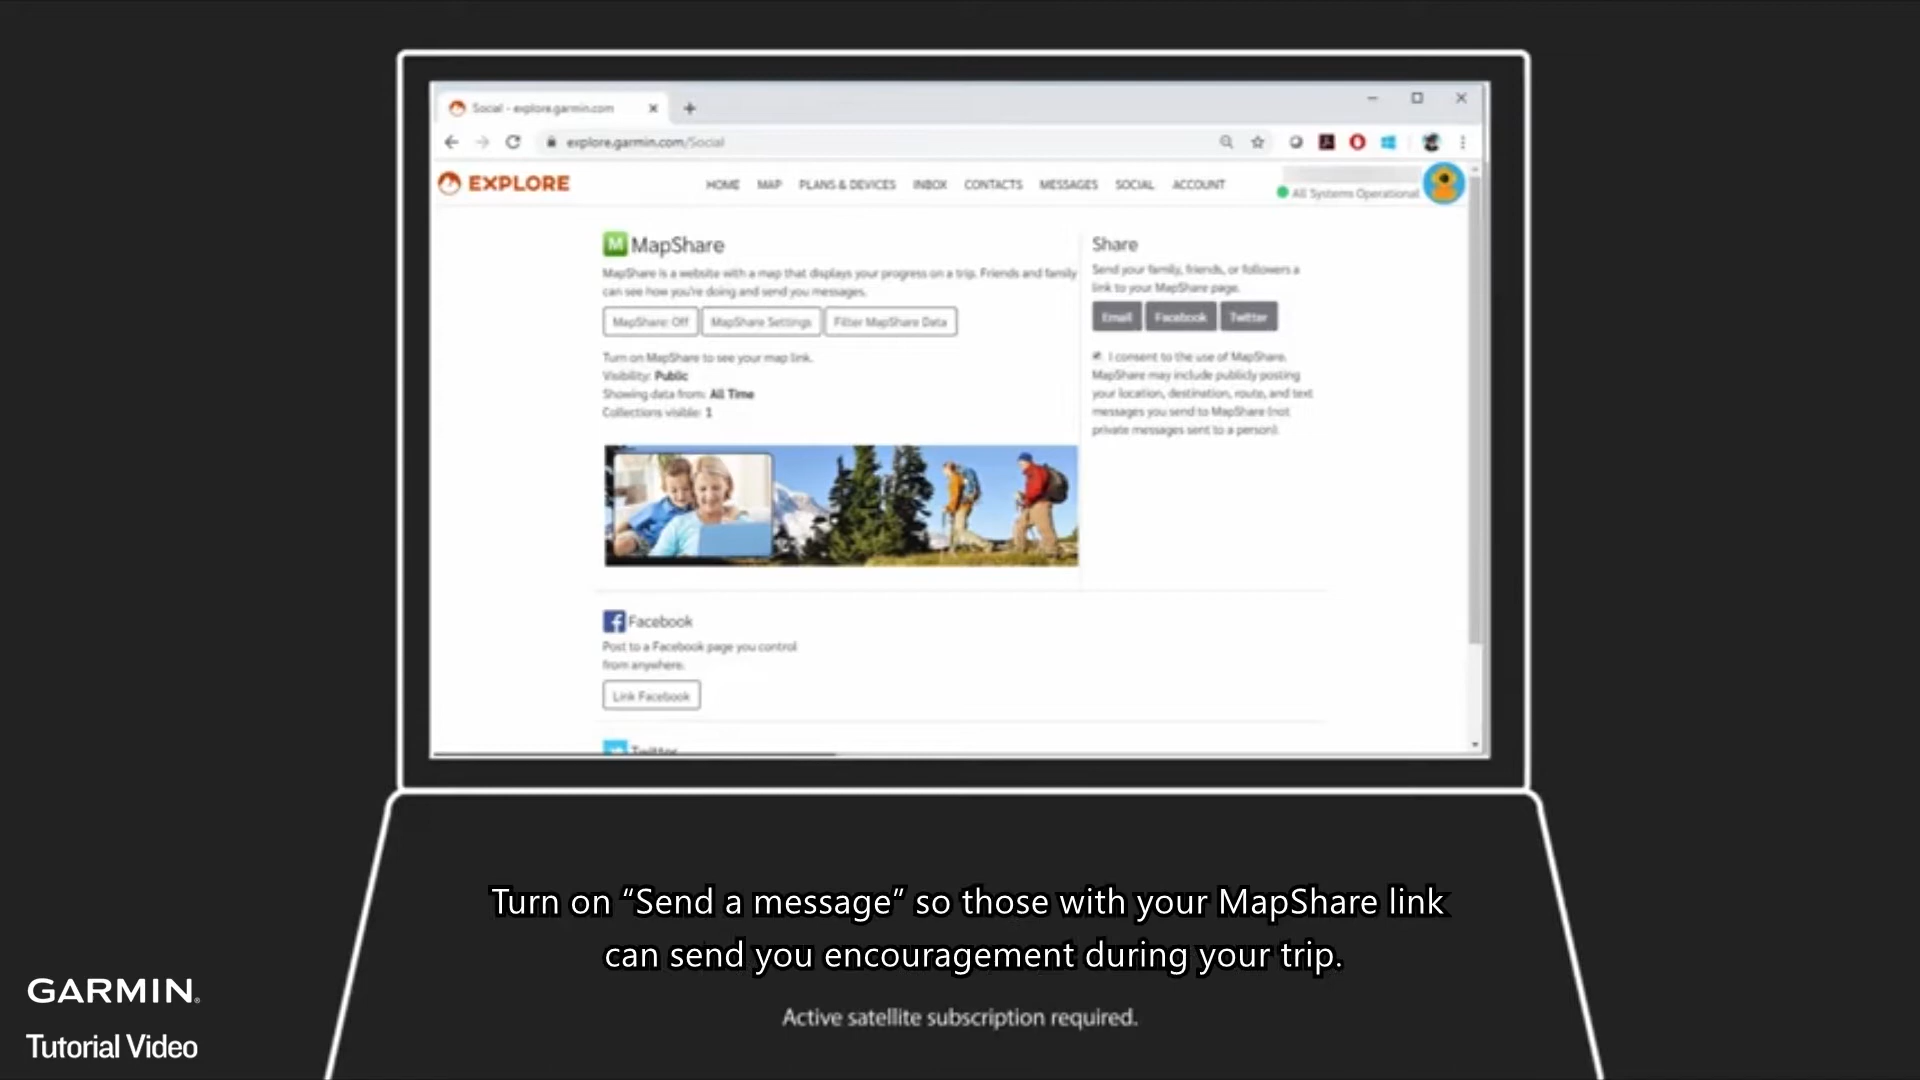 Social - explore.garmin.com
explore.garmin.com/Social
EXPLORE
HOME MAP PLANS & DEVICES INBOX CONTACTS MESSAGES SOCIAL ACCOUNT
All Systems Operational
M MapShare
MapShare is a website with a map that displays your progress on a trip. Friends and family
can see how you're doing and send you messages.
MapShare: Off MapShare Settings Filter MapShare Data
Turn on MapShare to see your map link.
Visibility: Public
Showing data from: All Time
Collections visible: 1
Share
Send your family, friends, or followers a
link to your MapShare page.
Email Facebook Twitter
I consent to the use of MapShare.
MapShare may include publicly posting
your location, destination, route, and text
messages you send to MapShare (not
private messages sent to a person).
Facebook
Post to a Facebook page you control
from anywhere.
Link Facebook
Twitter
Turn on “Send a message” so those with your MapShare link
can send you encouragement during your trip.
Active satellite subscription required.
GARMIN®
Tutorial Video